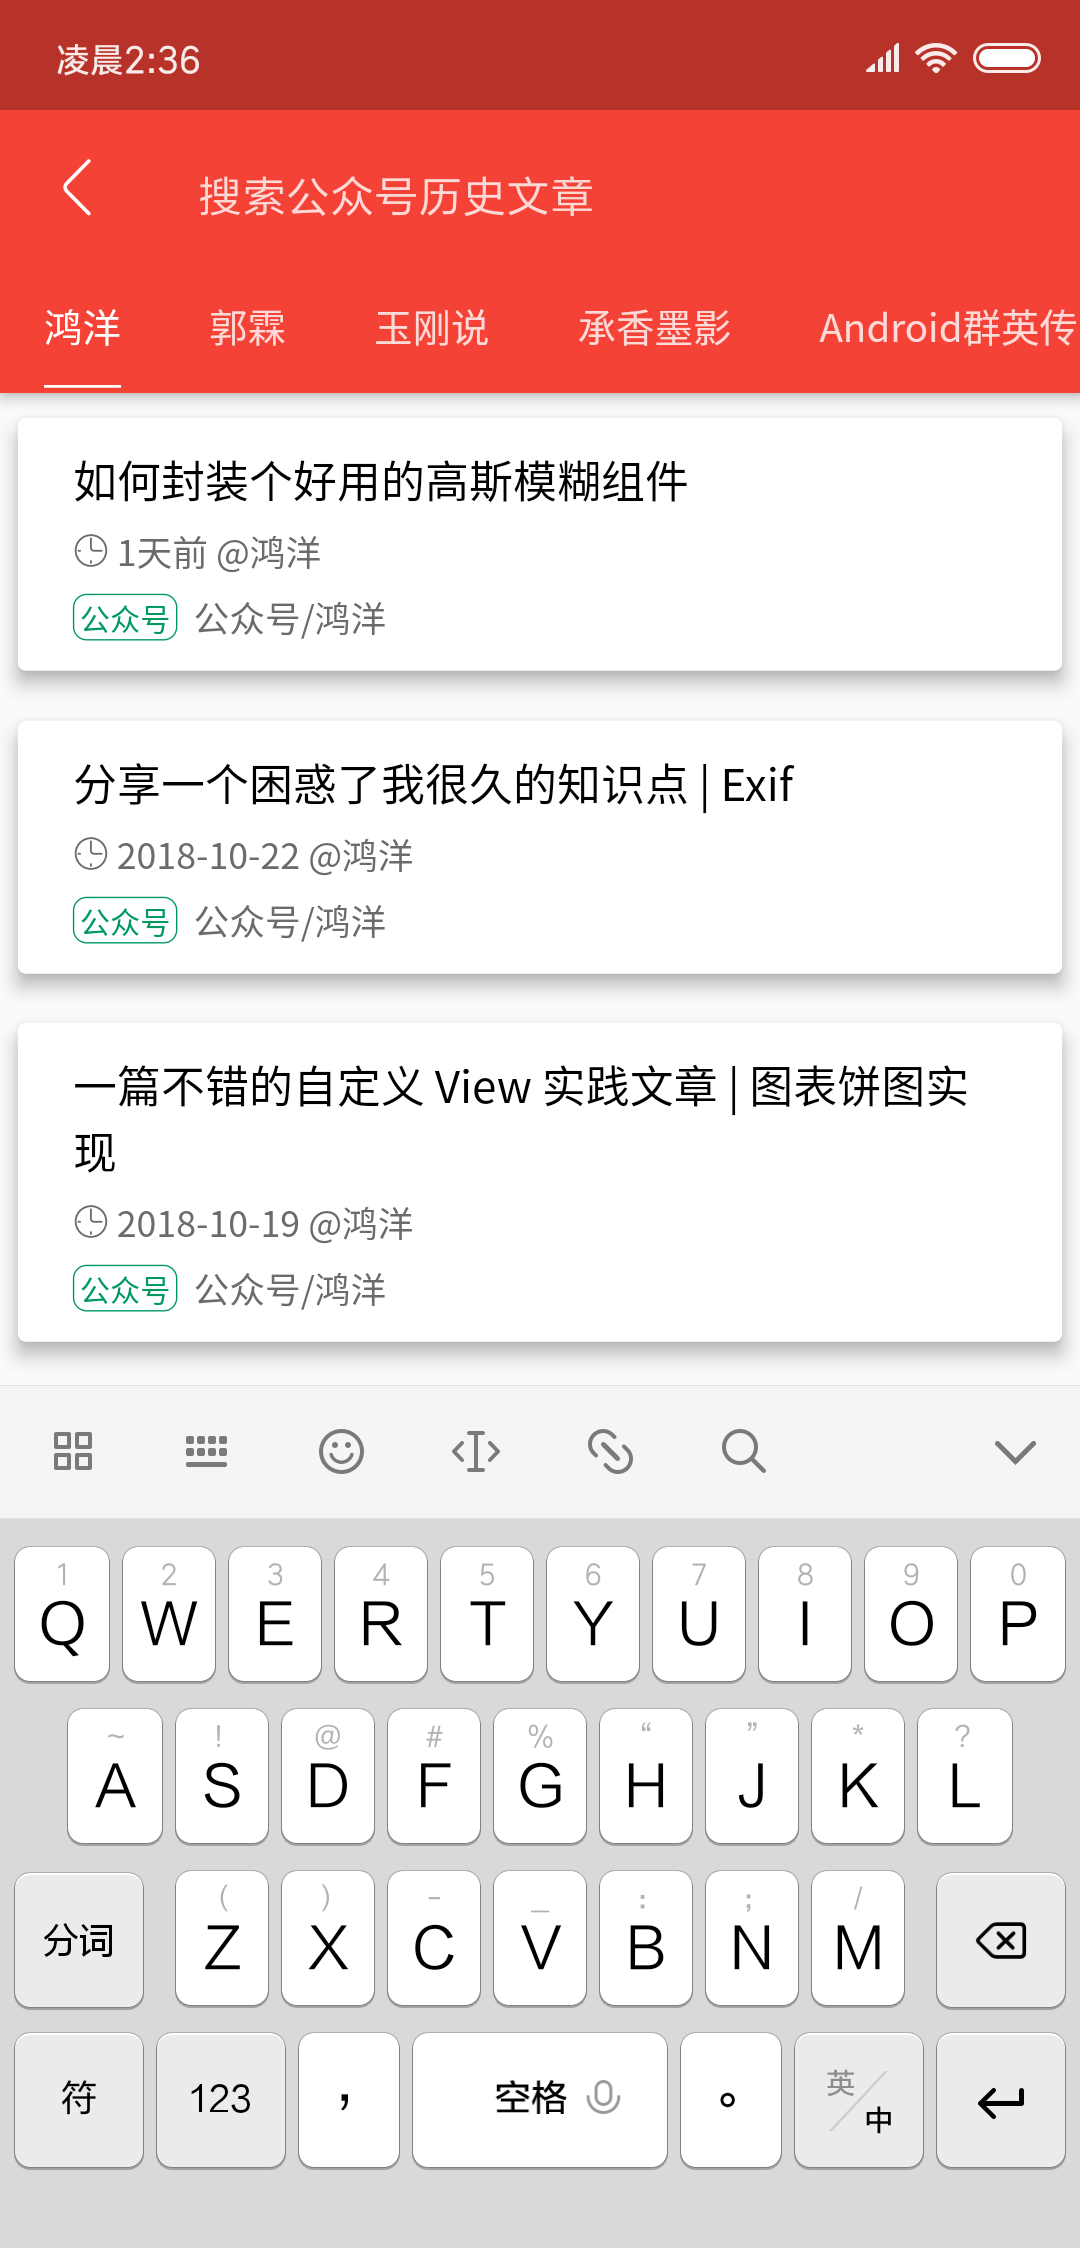 凌晨2:36
搜索公众号历史文章
鸿洋 郭霖 玉刚说 承香墨影 Android群英传
如何封装个好用的高斯模糊组件
1天前 @鸿洋
公众号 公众号/鸿洋
分享一个困惑了我很久的知识点 | Exif
2018-10-22 @鸿洋
公众号 公众号/鸿洋
一篇不错的自定义 View 实践文章 | 图表饼图实
现
2018-10-19 @鸿洋
公众号 公众号/鸿洋
1 2 3 4 5 6 7 8 9 0
Q W E R T Y U I O P
~ ! @ # % “ ” * ?
A S D F G H J K L
( ) - _ : ; /
分词 Z X C V B N M
符 123 ， 空格 。 英/中